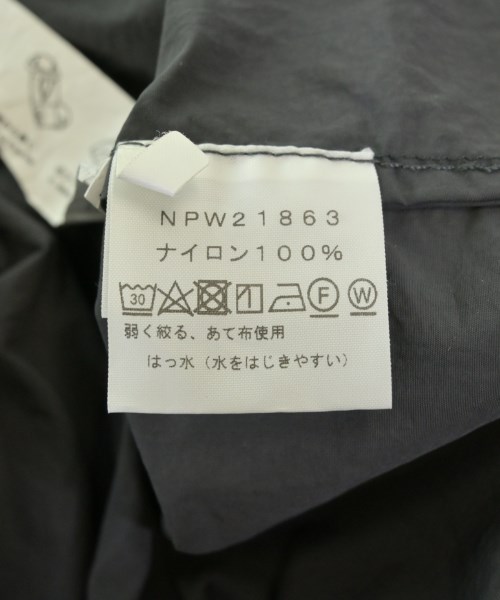 NPW21863
ナイロン100%
30 F W
弱く絞る、あて布使用
はっ水（水をはじきやすい）